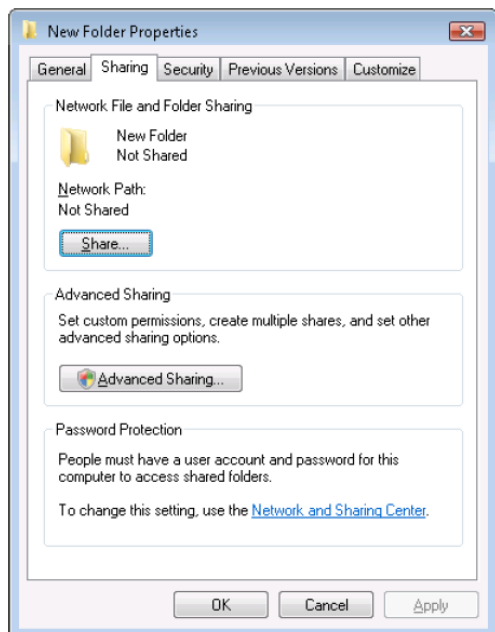 New Folder Properties
General Sharing Security Previous Versions Customize
Network File and Folder Sharing
New Folder
Not Shared
Network Path:
Not Shared
Share...
Advanced Sharing
Set custom permissions, create multiple shares, and set other
advanced sharing options.
Advanced Sharing...
Password Protection
People must have a user account and password for this
computer to access shared folders.
To change this setting, use the Network and Sharing Center.
OK Cancel Apply